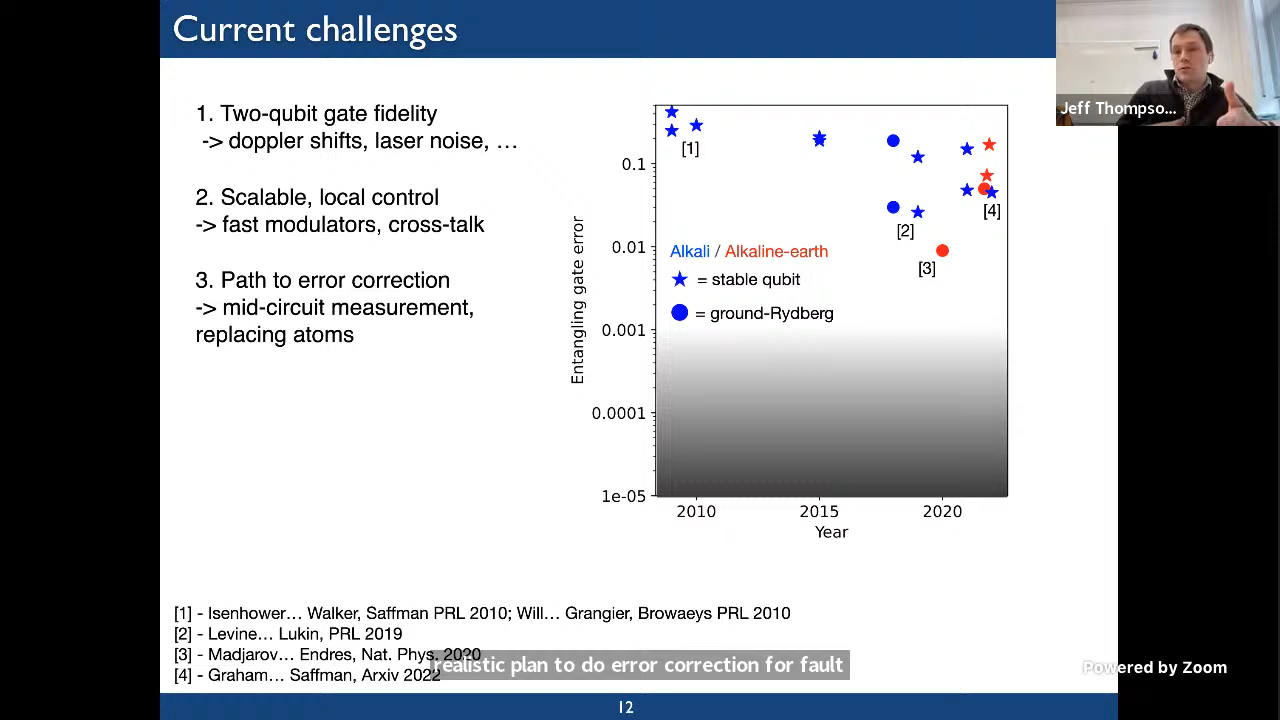 Current challenges
Jeff Thompso...
1. Two-qubit gate fidelity
-> doppler shifts, laser noise, …
2. Scalable, local control
-> fast modulators, cross-talk
3. Path to error correction
-> mid-circuit measurement,
replacing atoms
Entangling gate error
0.1
0.01
0.001
0.0001
1e-05
[1]
[2]
[3]
[4]
Alkali / Alkaline-earth
= stable qubit
= ground-Rydberg
2010
2015
2020
Year
[1] - Isenhower… Walker, Saffman PRL 2010; Will… Grangier, Browaeys PRL 2010
[2] - Levine… Lukin, PRL 2019
[3] - Madjarov… Endres, Nat. Phys. 2020
[4] - Graham… Saffman, Arxiv 2022
realistic plan to do error correction for fault
Powered by Zoom
12